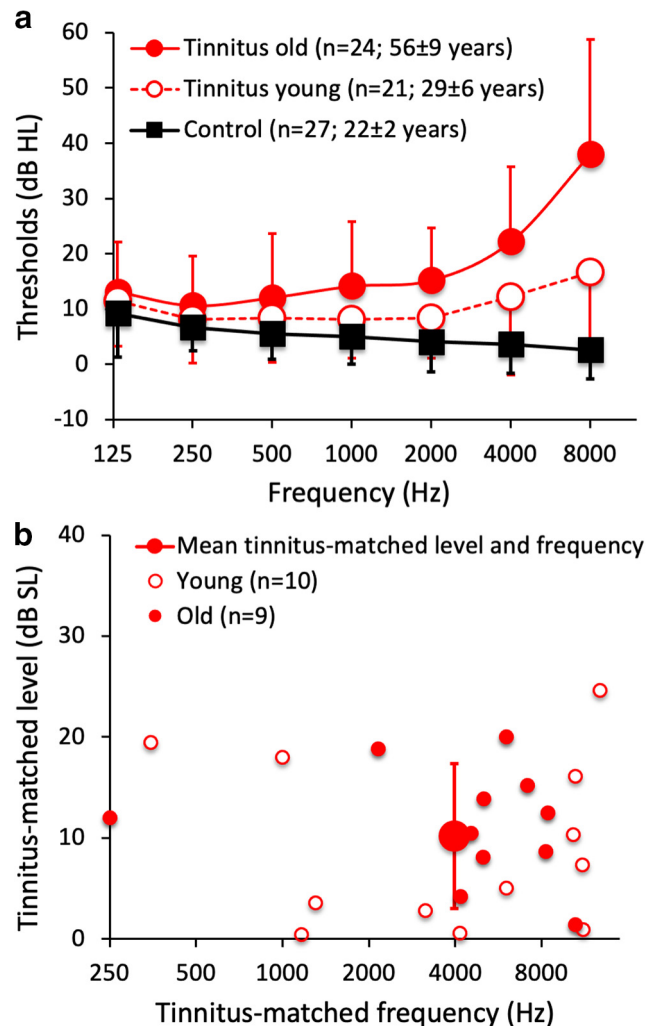 a
60
50
40
30
20
10
0
-10
Thresholds (dB HL)
Tinnitus old (n=24; 56±9 years)
Tinnitus young (n=21; 29±6 years)
Control (n=27; 22±2 years)
125 250 500 1000 2000 4000 8000
Frequency (Hz)
b
40
30
20
10
0
Tinnitus-matched level (dB SL)
Mean tinnitus-matched level and frequency
Young (n=10)
Old (n=9)
250 500 1000 2000 4000 8000
Tinnitus-matched frequency (Hz)